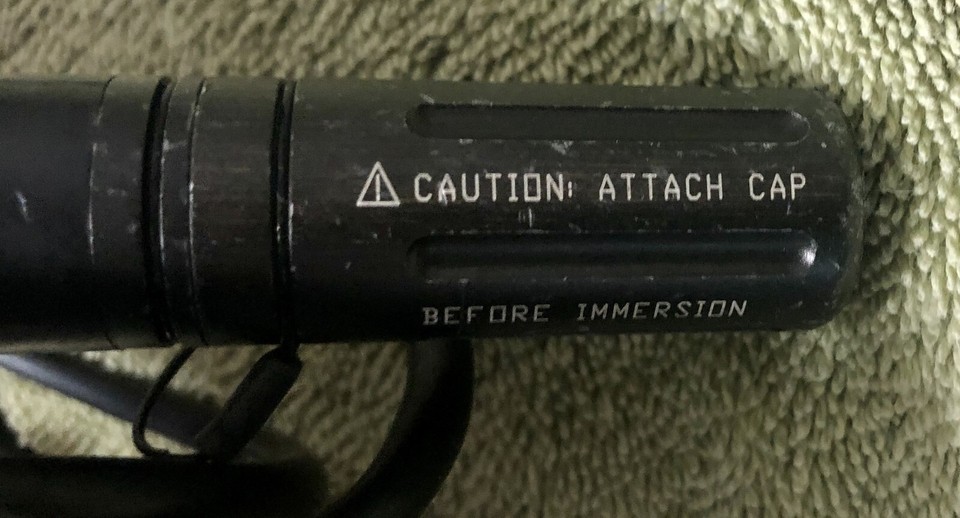 ⚠ CAUTION: ATTACH CAP
BEFORE IMMERSION